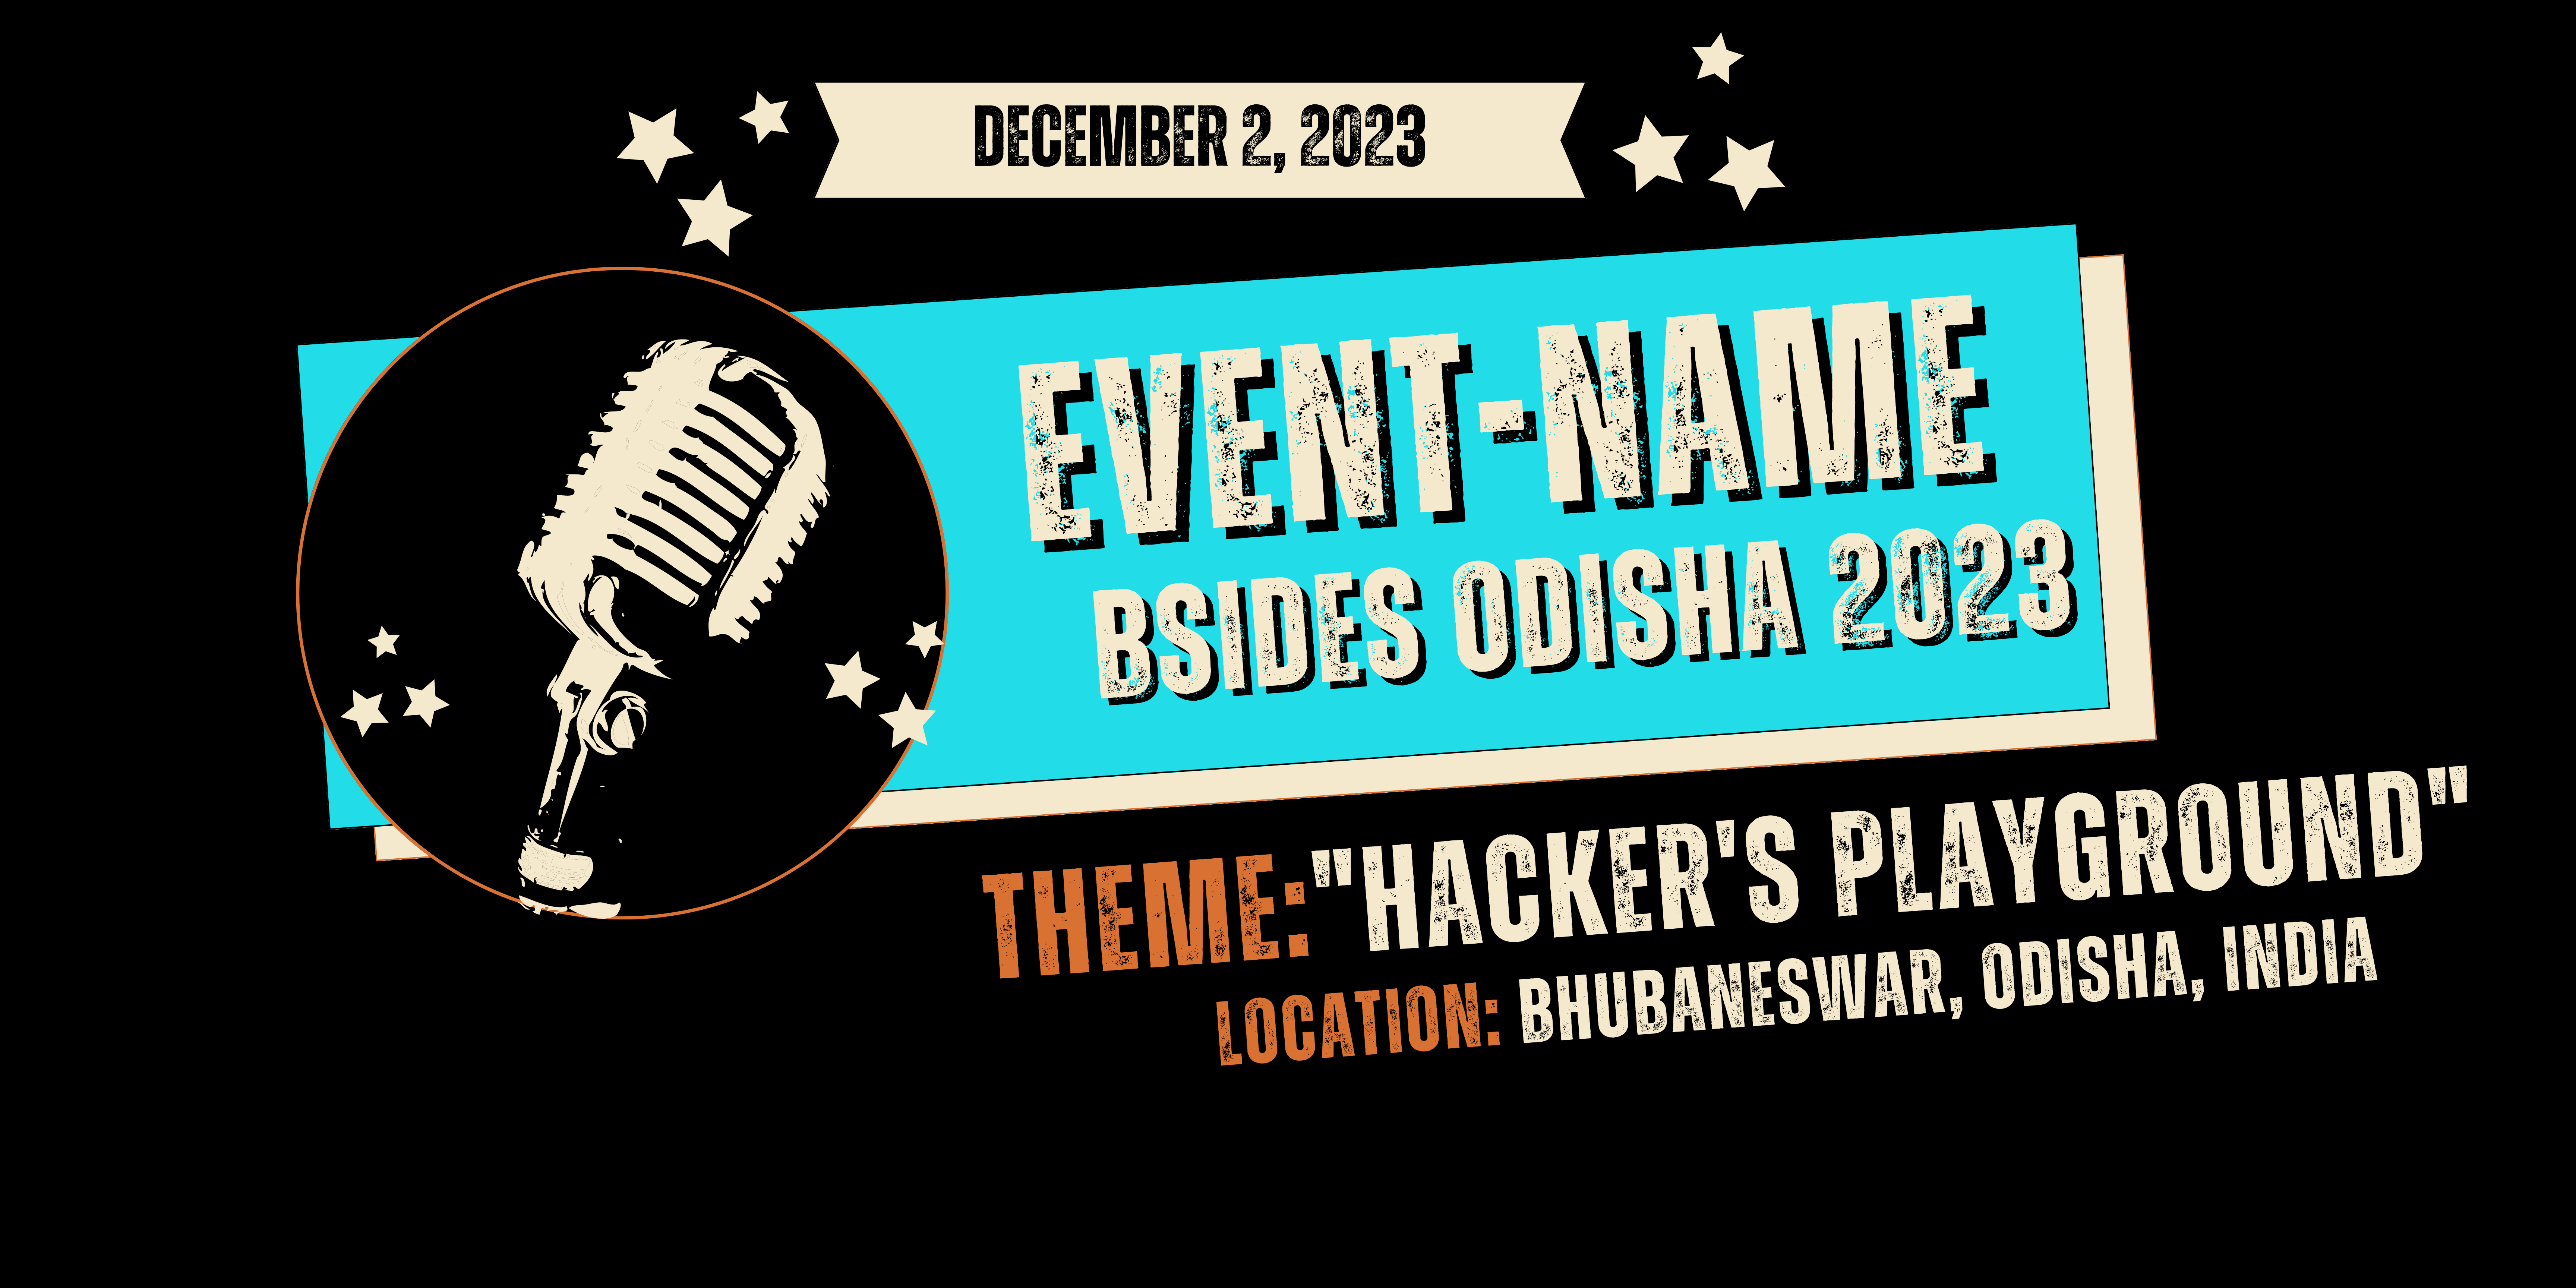 DECEMBER 2, 2023
EVENT-NAME
BSIDES ODISHA 2023
THEME:"HACKER'S PLAYGROUND"
LOCATION: BHUBANESWAR, ODISHA, INDIA